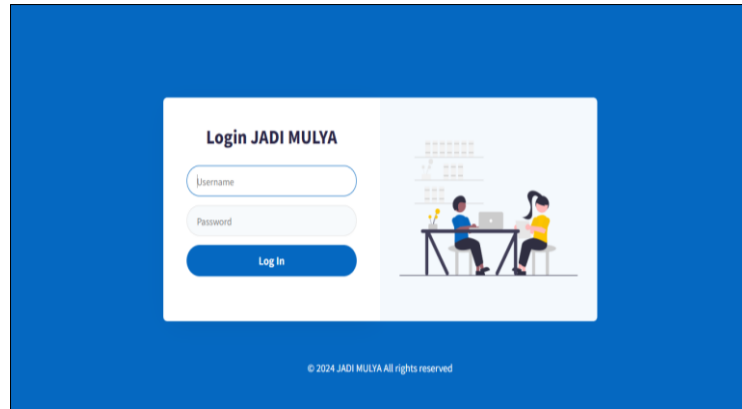 Login JADI MULYA
Username
Password
Log In
© 2024 JADI MULYA All rights reserved